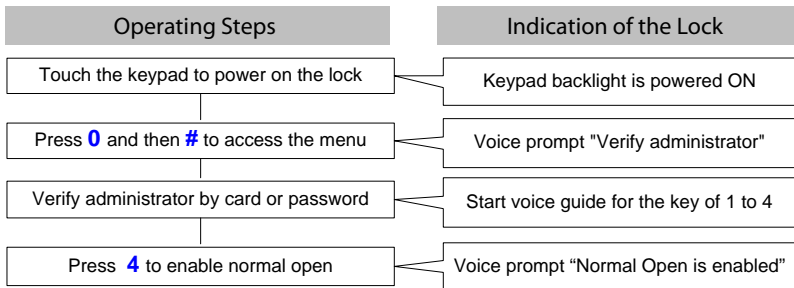 Operating Steps
Indication of the Lock
Touch the keypad to power on the lock
Keypad backlight is powered ON
Press 0 and then # to access the menu
Voice prompt "Verify administrator"
Verify administrator by card or password
Start voice guide for the key of 1 to 4
Press 4 to enable normal open
Voice prompt “Normal Open is enabled”